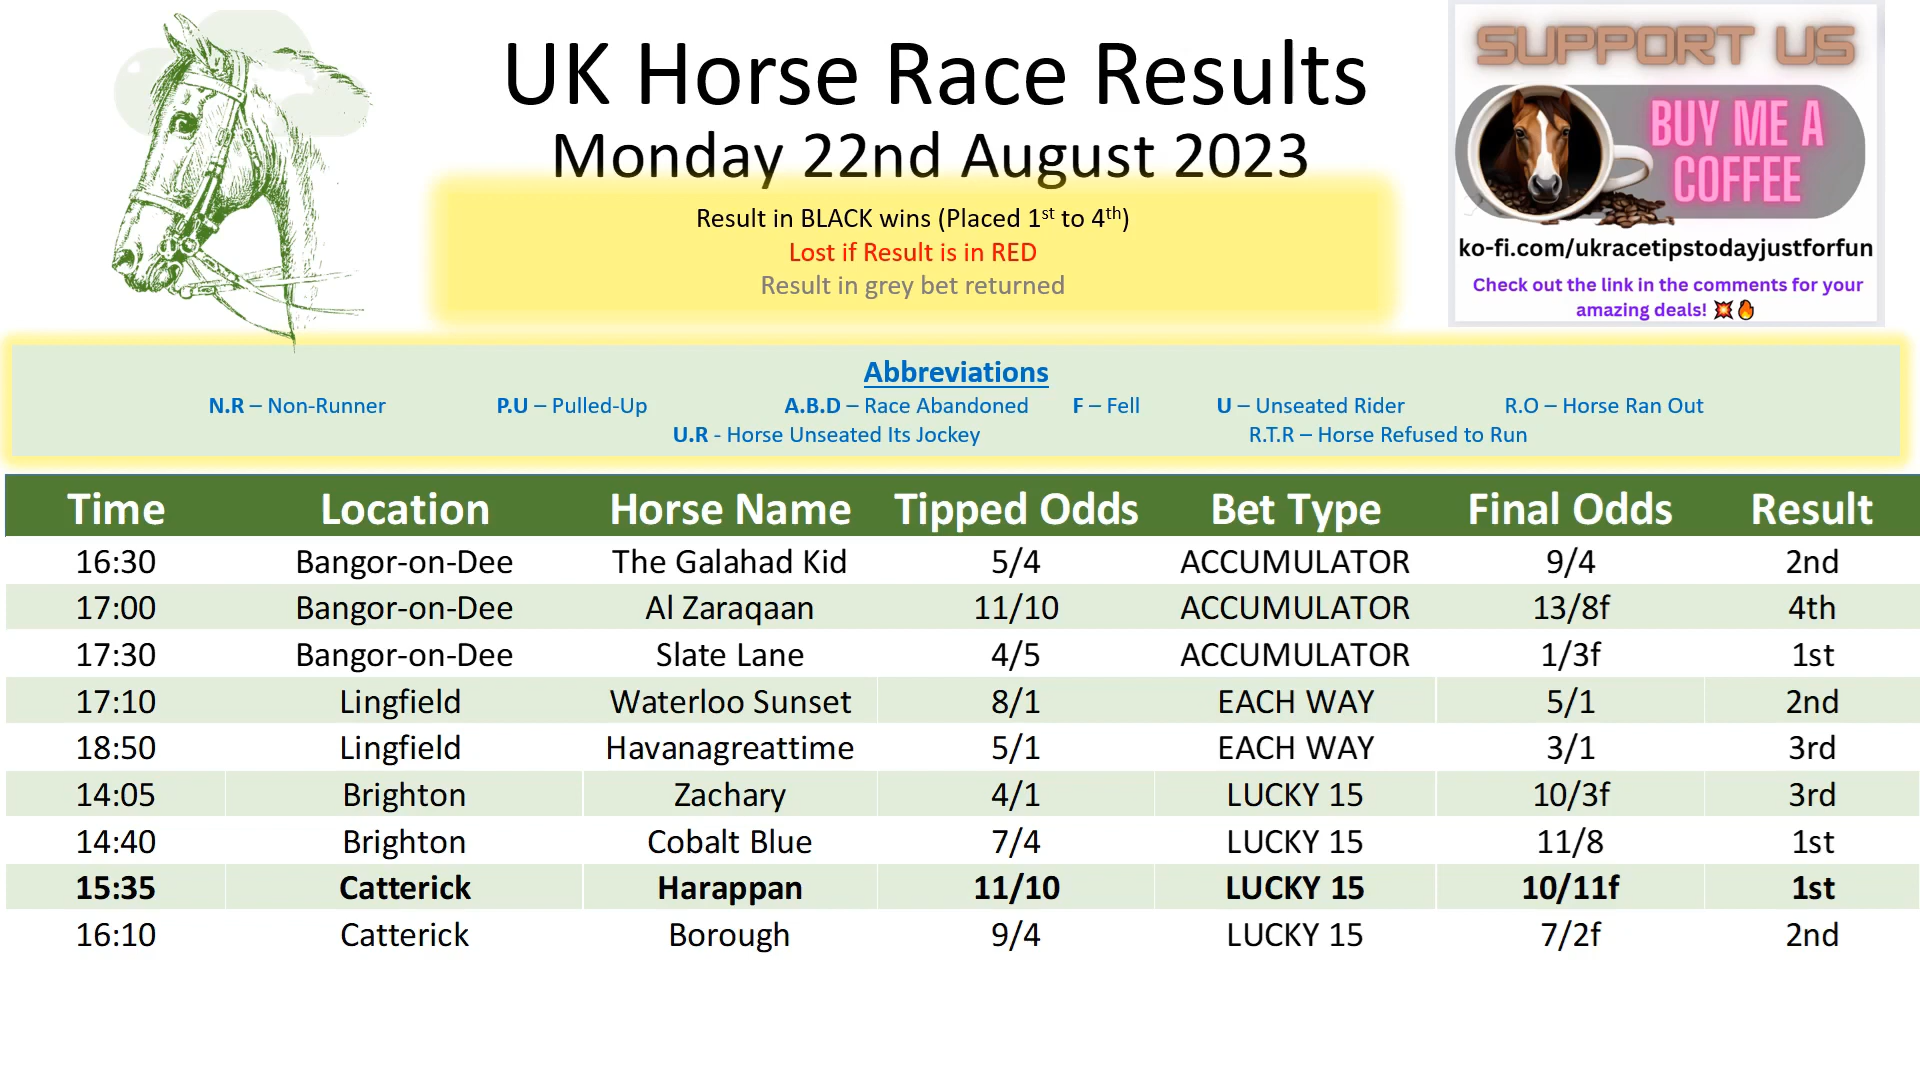 UK Horse Race Results
Monday 22nd August 2023
Result in BLACK wins (Placed 1st to 4th)
Lost if Result is in RED
Result in grey bet returned
SUPPORT US
BUY ME A
COFFEE
ko-fi.com/ukracetipstodayjustforfun
Check out the link in the comments for your
amazing deals! 💥🔥
Abbreviations
N.R – Non-Runner P.U – Pulled-Up A.B.D – Race Abandoned F – Fell U – Unseated Rider R.O – Horse Ran Out
U.R - Horse Unseated Its Jockey R.T.R – Horse Refused to Run
Time Location Horse Name Tipped Odds Bet Type Final Odds Result
16:30 Bangor-on-Dee The Galahad Kid 5/4 ACCUMULATOR 9/4 2nd
17:00 Bangor-on-Dee Al Zaraqaan 11/10 ACCUMULATOR 13/8f 4th
17:30 Bangor-on-Dee Slate Lane 4/5 ACCUMULATOR 1/3f 1st
17:10 Lingfield Waterloo Sunset 8/1 EACH WAY 5/1 2nd
18:50 Lingfield Havanagreattime 5/1 EACH WAY 3/1 3rd
14:05 Brighton Zachary 4/1 LUCKY 15 10/3f 3rd
14:40 Brighton Cobalt Blue 7/4 LUCKY 15 11/8 1st
15:35 Catterick Harappan 11/10 LUCKY 15 10/11f 1st
16:10 Catterick Borough 9/4 LUCKY 15 7/2f 2nd